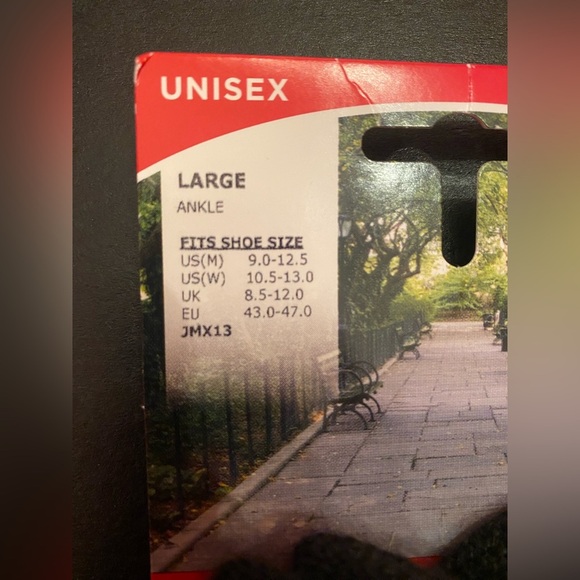 UNISEX
LARGE
ANKLE
FITS SHOE SIZE
US(M) 9.0-12.5
US(W) 10.5-13.0
UK 8.5-12.0
EU 43.0-47.0
JMX13